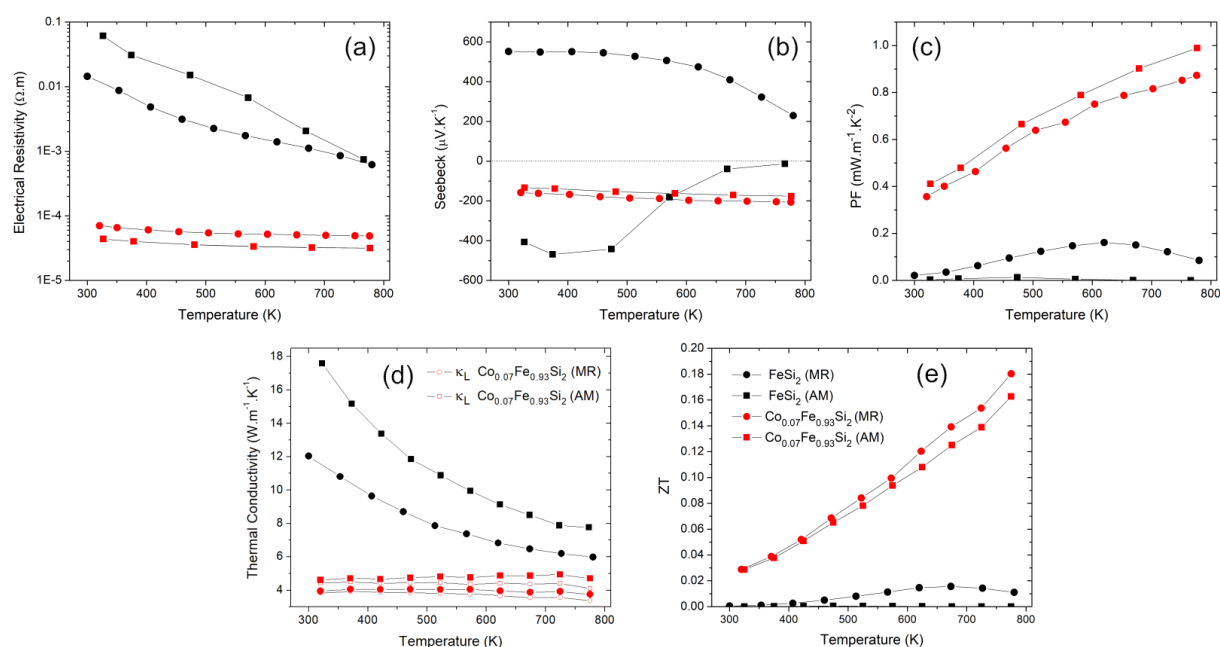 (a)
Electrical Resistivity (Ω.m)
0.1
0.01
1E-3
1E-4
1E-5
300 400 500 600 700 800
Temperature (K)
(b)
Seebeck (μV.K⁻¹)
600
400
200
0
-200
-400
-600
300 400 500 600 700 800
Temperature (K)
(c)
PF (mW.m⁻¹.K⁻²)
1.0
0.8
0.6
0.4
0.2
0.0
300 400 500 600 700 800
Temperature (K)
(d)
κL Co0.07Fe0.93Si2 (MR)
κL Co0.07Fe0.93Si2 (AM)
Thermal Conductivity (W.m⁻¹.K⁻¹)
18
16
14
12
10
8
6
4
300 400 500 600 700 800
Temperature (K)
(e)
FeSi2 (MR)
FeSi2 (AM)
Co0.07Fe0.93Si2 (MR)
Co0.07Fe0.93Si2 (AM)
ZT
0.20
0.18
0.16
0.14
0.12
0.10
0.08
0.06
0.04
0.02
0.00
300 400 500 600 700 800
Temperature (K)